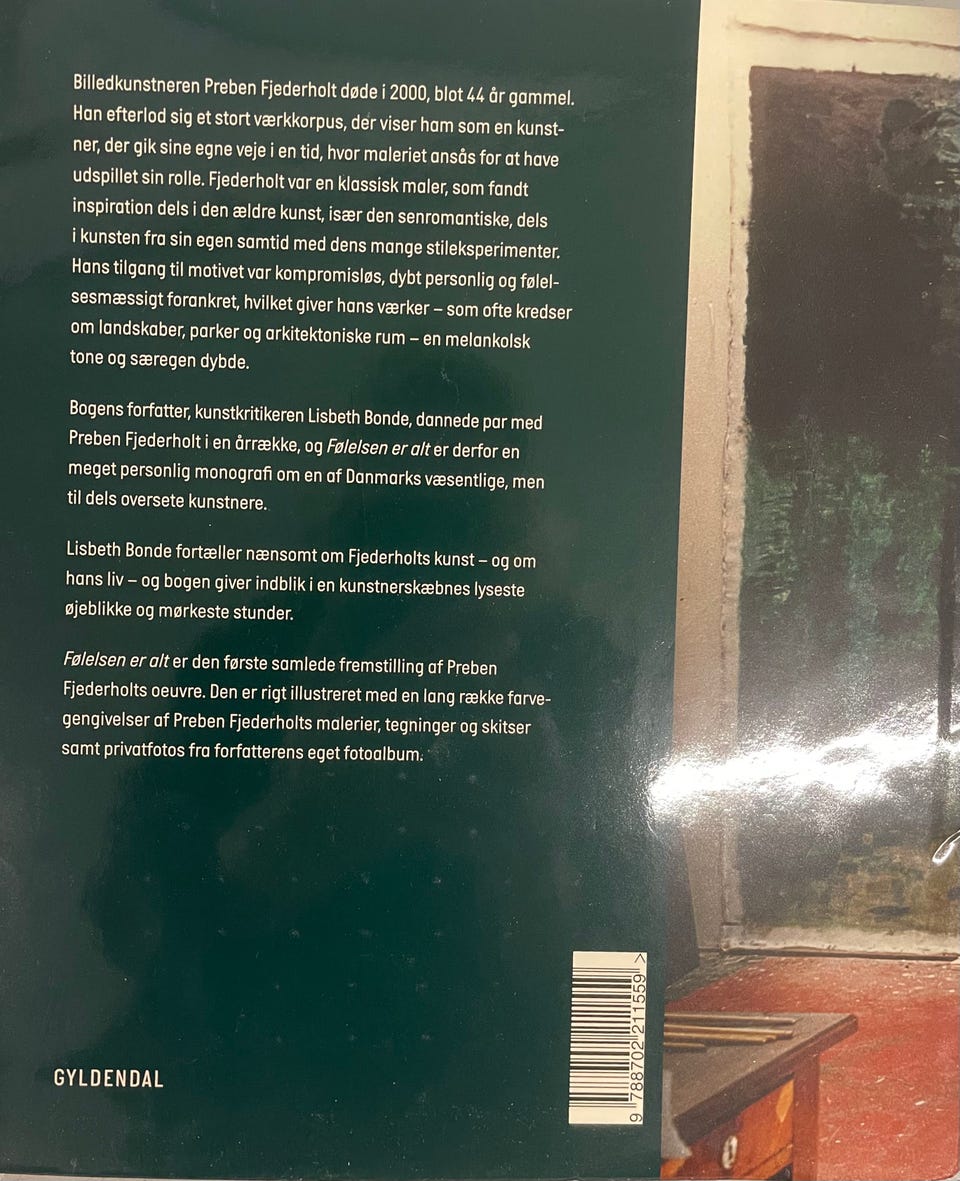 Billedkunstneren Preben Fjederholt døde i 2000, blot 44 år gammel.
Han efterlod sig et stort værkkorpus, der viser ham som en kunst-
ner, der gik sine egne veje i en tid, hvor maleriet ansås for at have
udspillet sin rolle. Fjederholt var en klassisk maler, som fandt
inspiration dels i den ældre kunst, især den senromantiske, dels
i kunsten fra sin egen samtid med dens mange stileksperimenter.
Hans tilgang til motivet var kompromisløs, dybt personlig og følel-
sesmæssigt forankret, hvilket giver hans værker – som ofte kredser
om landskaber, parker og arkitektoniske rum – en melankolsk
tone og særegen dybde.
Bogens forfatter, kunstkritikeren Lisbeth Bonde, dannede par med
Preben Fjederholt i en årrække, og Følelsen er alt er derfor en
meget personlig monografi om en af Danmarks væsentlige, men
til dels oversete kunstnere.
Lisbeth Bonde fortæller nænsomt om Fjederholts kunst – og om
hans liv – og bogen giver indblik i en kunstnerskæbnes lyseste
øjeblikke og mørkeste stunder.
Følelsen er alt er den første samlede fremstilling af Preben
Fjederholts oeuvre. Den er rigt illustreret med en lang række farve-
gengivelser af Preben Fjederholts malerier, tegninger og skitser
samt privatfotos fra forfatterens eget fotoalbum.
GYLDENDAL
9 788702 211559 >